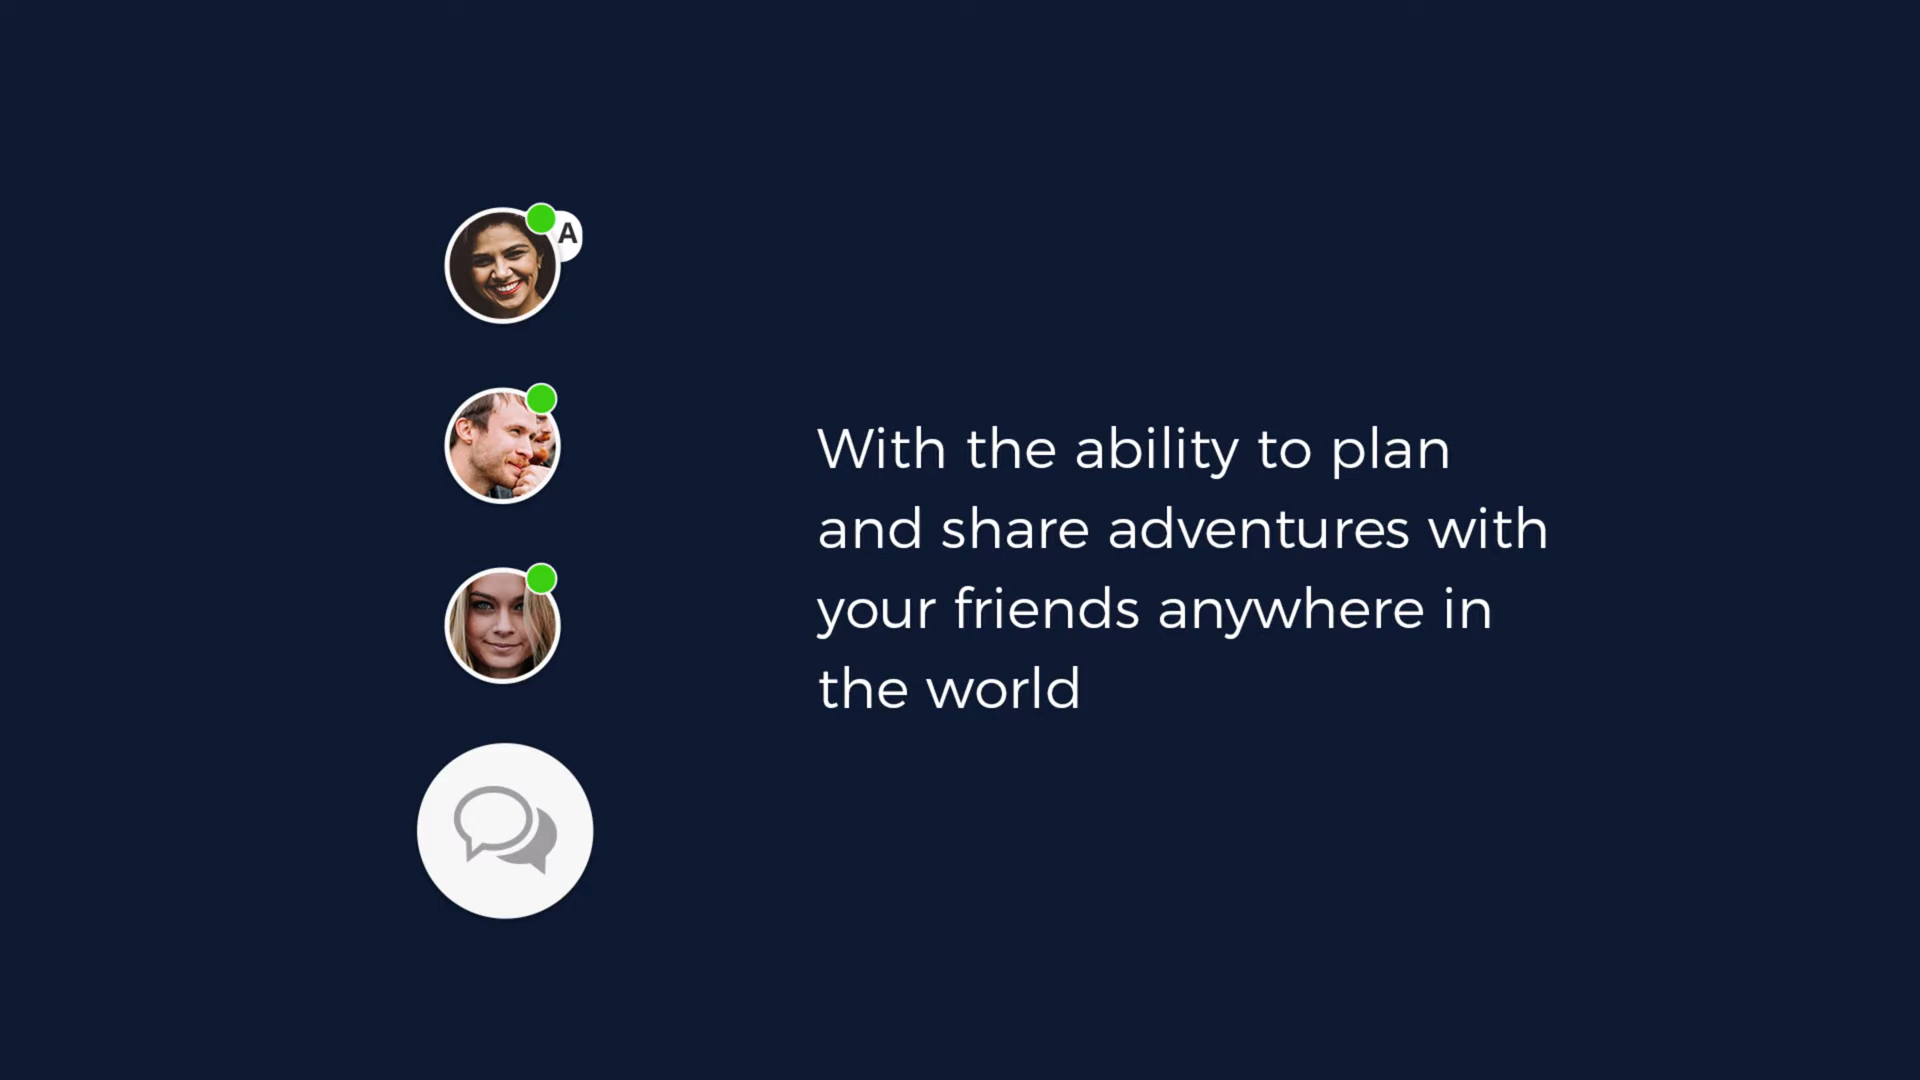 A
With the ability to plan
and share adventures with
your friends anywhere in
the world